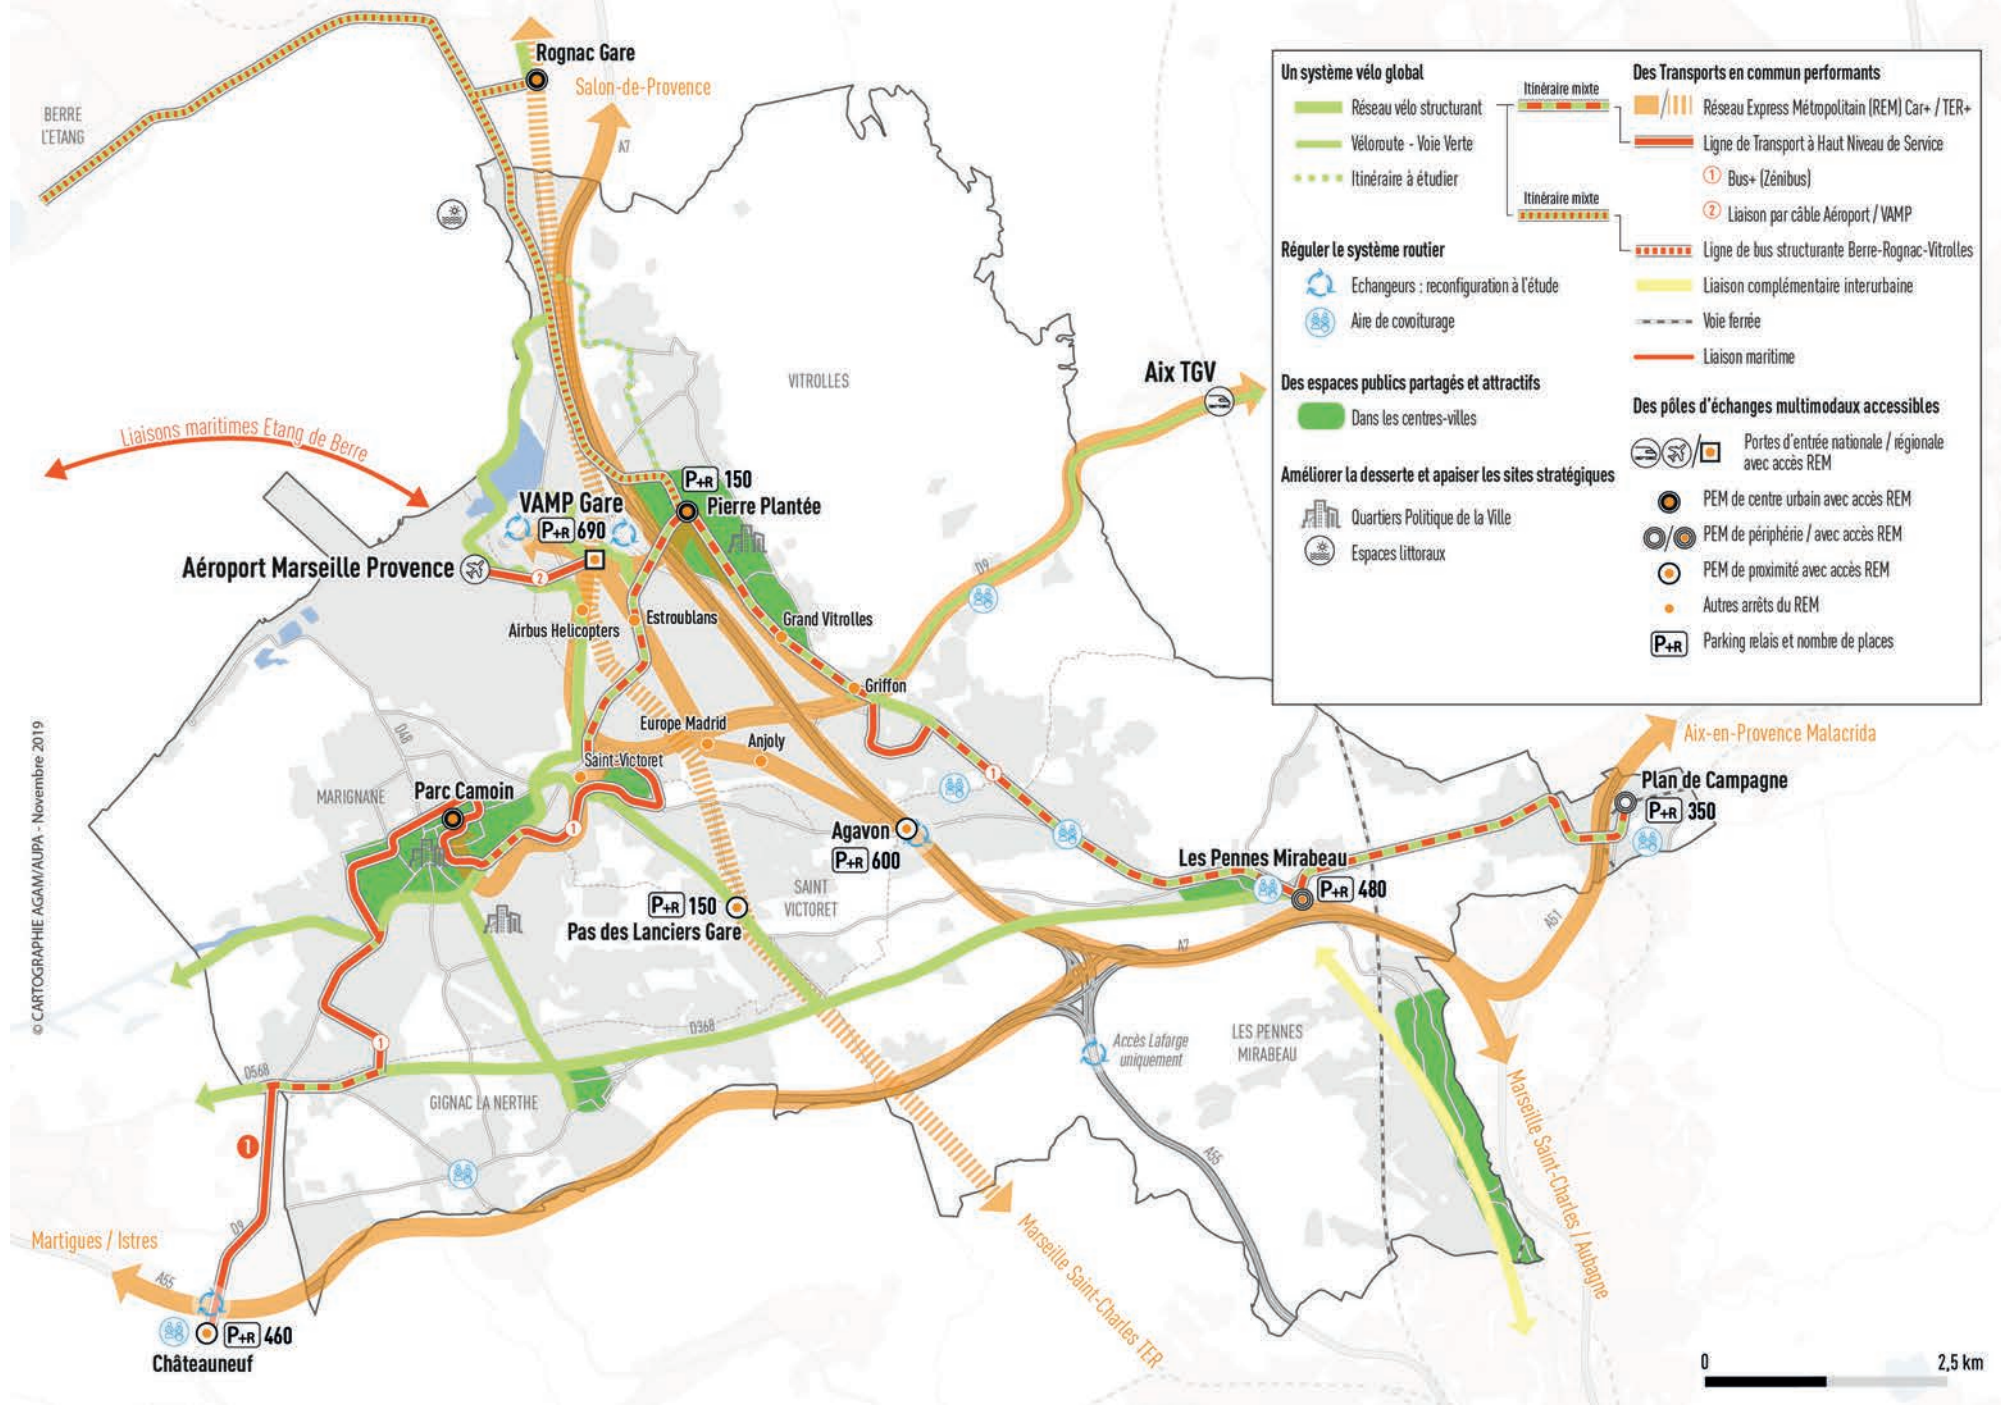 Rognac Gare
Salon-de-Provence
BERRE
L'ETANG
A7
VITROLLES
Aix TGV
Liaisons maritimes Etang de Berre
P+R 150
Pierre Plantée
VAMP Gare
P+R 690
Aéroport Marseille Provence
2
D9
Airbus Helicopters
Estroublans
Grand Vitrolles
Griffon
D48
Europe Madrid
Anjoly
Saint-Victoret
1
Parc Camoin
MARIGNANE
1
Agavon
P+R 600
Les Pennes Mirabeau
P+R 480
Plan de Campagne
P+R 350
Aix-en-Provence Malacrida
A51
SAINT
VICTORET
P+R 150
Pas des Lanciers Gare
A7
D368
Accès Lafarge
uniquement
LES PENNES
MIRABEAU
1
D568
GIGNAC LA NERTHE
1
D9
A55
Martigues / Istres
A55
P+R 460
Châteauneuf
Marseille Saint-Charles TER
Marseille Saint-Charles / Aubagne
© CARTOGRAPHIE AGAM/AUPA - Novembre 2019
Un système vélo global
Réseau vélo structurant
Véloroute - Voie Verte
Itinéraire à étudier
Itinéraire mixte
Itinéraire mixte
Réguler le système routier
Echangeurs : reconfiguration à l'étude
Aire de covoiturage
Des espaces publics partagés et attractifs
Dans les centres-villes
Améliorer la desserte et apaiser les sites stratégiques
Quartiers Politique de la Ville
Espaces littoraux
Des Transports en commun performants
/ Réseau Express Métropolitain (REM) Car+ / TER+
Ligne de Transport à Haut Niveau de Service
1 Bus+ (Zénibus)
2 Liaison par câble Aéroport / VAMP
Ligne de bus structurante Berre-Rognac-Vitrolles
Liaison complémentaire interurbaine
Voie ferrée
Liaison maritime
Des pôles d'échanges multimodaux accessibles
/ Portes d'entrée nationale / régionale
avec accès REM
PEM de centre urbain avec accès REM
/ PEM de périphérie / avec accès REM
PEM de proximité avec accès REM
Autres arrêts du REM
P+R Parking relais et nombre de places
0 2,5 km